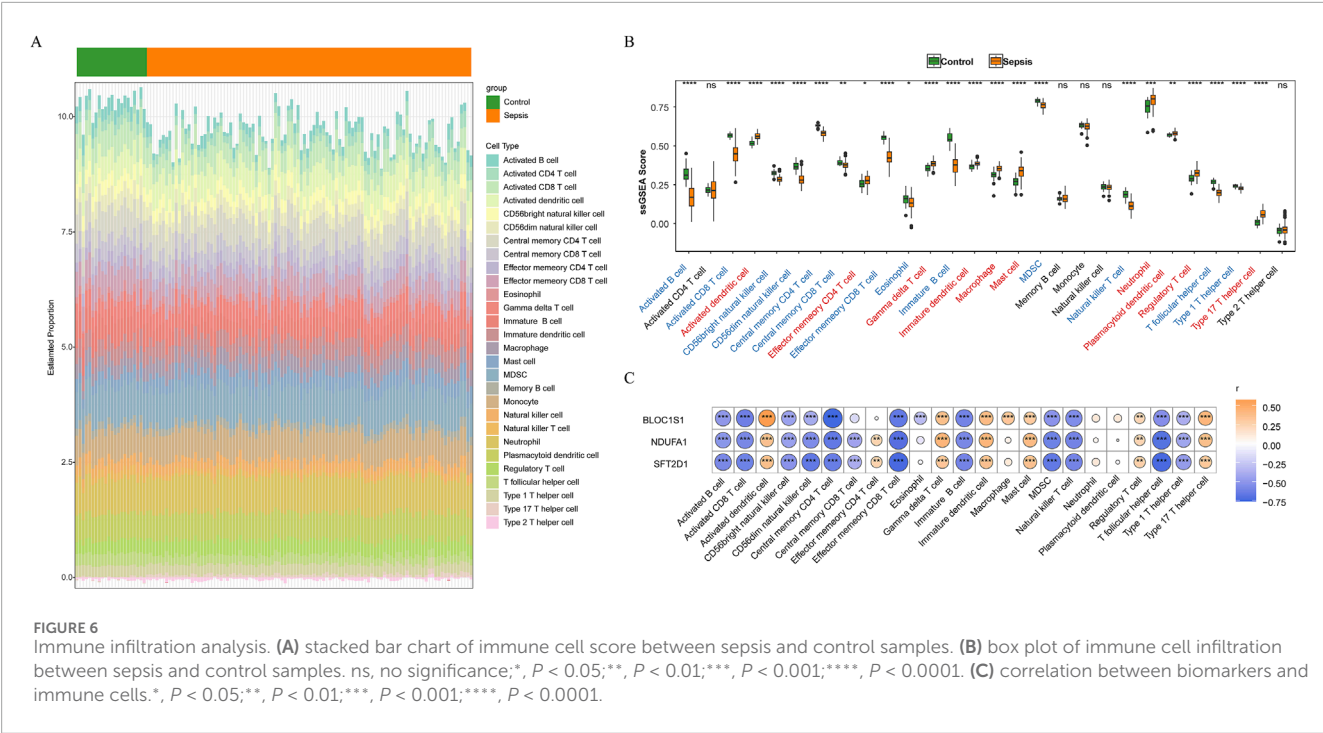 A
group
Control
Sepsis
Cell Type
Activated B cell
Activated CD4 T cell
Activated CD8 T cell
Activated dendritic cell
CD56bright natural killer cell
CD56dim natural killer cell
Central memory CD4 T cell
Central memory CD8 T cell
Effector memeory CD4 T cell
Effector memeory CD8 T cell
Eosinophil
Gamma delta T cell
Immature  B cell
Immature dendritic cell
Macrophage
Mast cell
MDSC
Memory B cell
Monocyte
Natural killer cell
Natural killer T cell
Neutrophil
Plasmacytoid dendritic cell
Regulatory T cell
T follicular helper cell
Type 1 T helper cell
Type 17 T helper cell
Type 2 T helper cell
Estiamted Proportion
10.0
7.5
5.0
2.5
0.0
B
Control Sepsis
**** ns **** **** **** **** **** ** * **** * **** **** **** **** **** **** ns ns ns **** *** ** **** **** **** **** ns
ssGSEA Score
0.75
0.50
0.25
0.00
Activated B cell
Activated CD4 T cell
Activated CD8 T cell
Activated dendritic cell
CD56bright natural killer cell
CD56dim natural killer cell
Central memory CD4 T cell
Central memory CD8 T cell
Effector memeory CD4 T cell
Effector memeory CD8 T cell
Eosinophil
Gamma delta T cell
Immature  B cell
Immature dendritic cell
Macrophage
Mast cell
MDSC
Memory B cell
Monocyte
Natural killer cell
Natural killer T cell
Neutrophil
Plasmacytoid dendritic cell
Regulatory T cell
T follicular helper cell
Type 1 T helper cell
Type 17 T helper cell
Type 2 T helper cell
C
BLOC1S1 *** *** *** *** *** *** *** *** *** *** *** *** *** *** *** ** *** *** ***
NDUFA1 *** *** *** *** *** *** *** ** *** *** *** *** *** *** *** ** *** *** ***
SFT2D1 *** *** *** *** *** *** *** ** *** *** *** *** *** *** *** ** *** *** ***
Activated B cell
Activated CD8 T cell
Activated dendritic cell
CD56bright natural killer cell
CD56dim natural killer cell
Central memory CD4 T cell
Central memory CD8 T cell
Effector memeory CD4 T cell
Effector memeory CD8 T cell
Eosinophil
Gamma delta T cell
Immature  B cell
Immature dendritic cell
Macrophage
Mast cell
MDSC
Natural killer T cell
Neutrophil
Plasmacytoid dendritic cell
Regulatory T cell
T follicular helper cell
Type 1 T helper cell
Type 17 T helper cell
r
0.50
0.25
0.00
−0.25
−0.50
−0.75
FIGURE 6
Immune infiltration analysis. (A) stacked bar chart of immune cell score between sepsis and control samples. (B) box plot of immune cell infiltration
between sepsis and control samples. ns, no significance;*, P < 0.05;**, P < 0.01;***, P < 0.001;****, P < 0.0001. (C) correlation between biomarkers and
immune cells.*, P < 0.05;**, P < 0.01;***, P < 0.001;****, P < 0.0001.